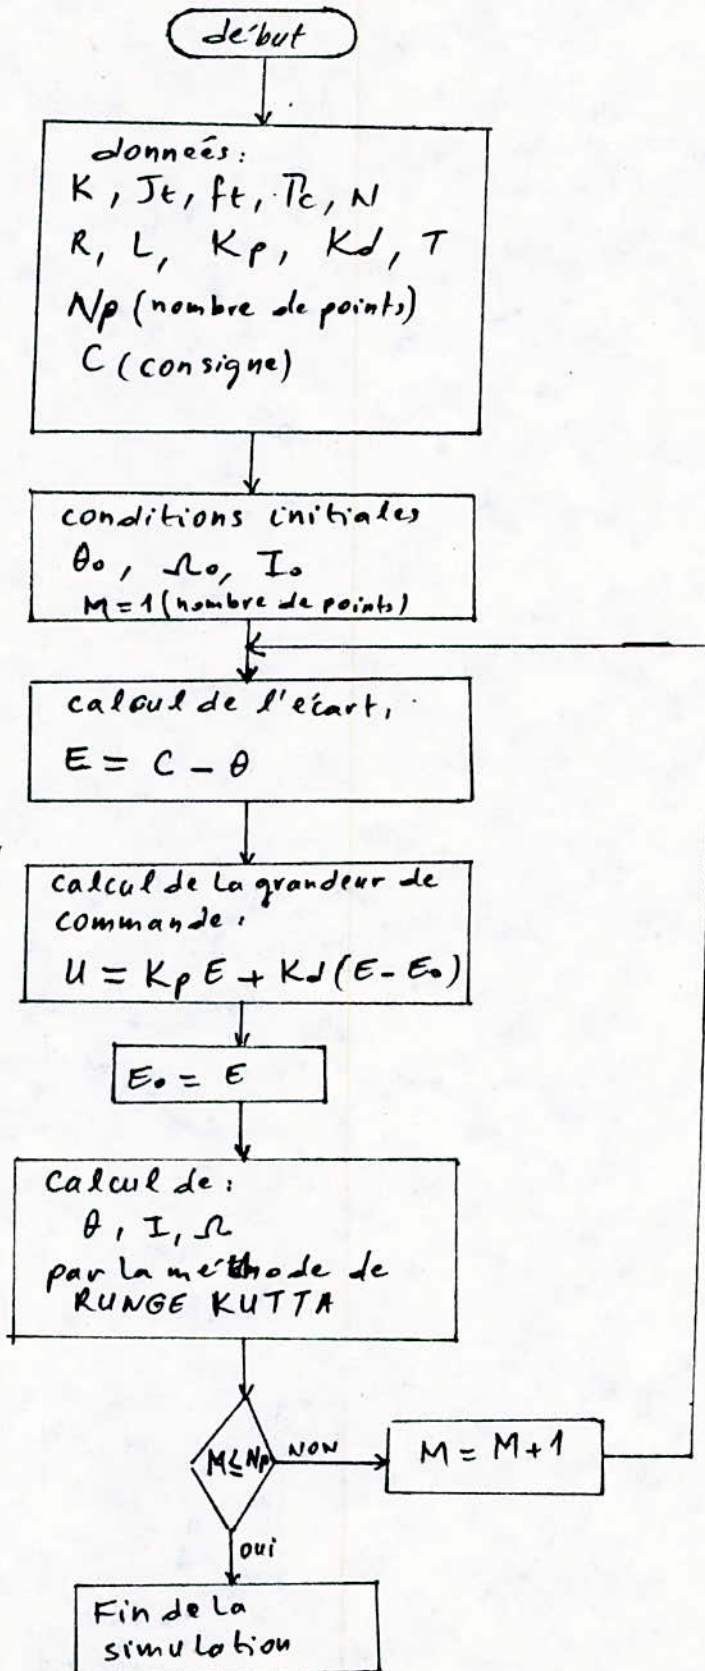 début
données:
K, Jt, ft, Γc, N
R, L, Kp, Kd, T
Np (nombre de points)
C (consigne)
conditions initiales
θ₀, Ω₀, I₀
M = 1 (nombre de points)
calcul de l'écart,
E = C - θ
calcul de la grandeur de
commande:
U = Kp E + Kd (E - E₀)
E₀ = E
calcul de:
θ, I, Ω
par la méthode de
RUNGE KUTTA
M ≤ Np
NON
M = M + 1
oui
Fin de la
simulation